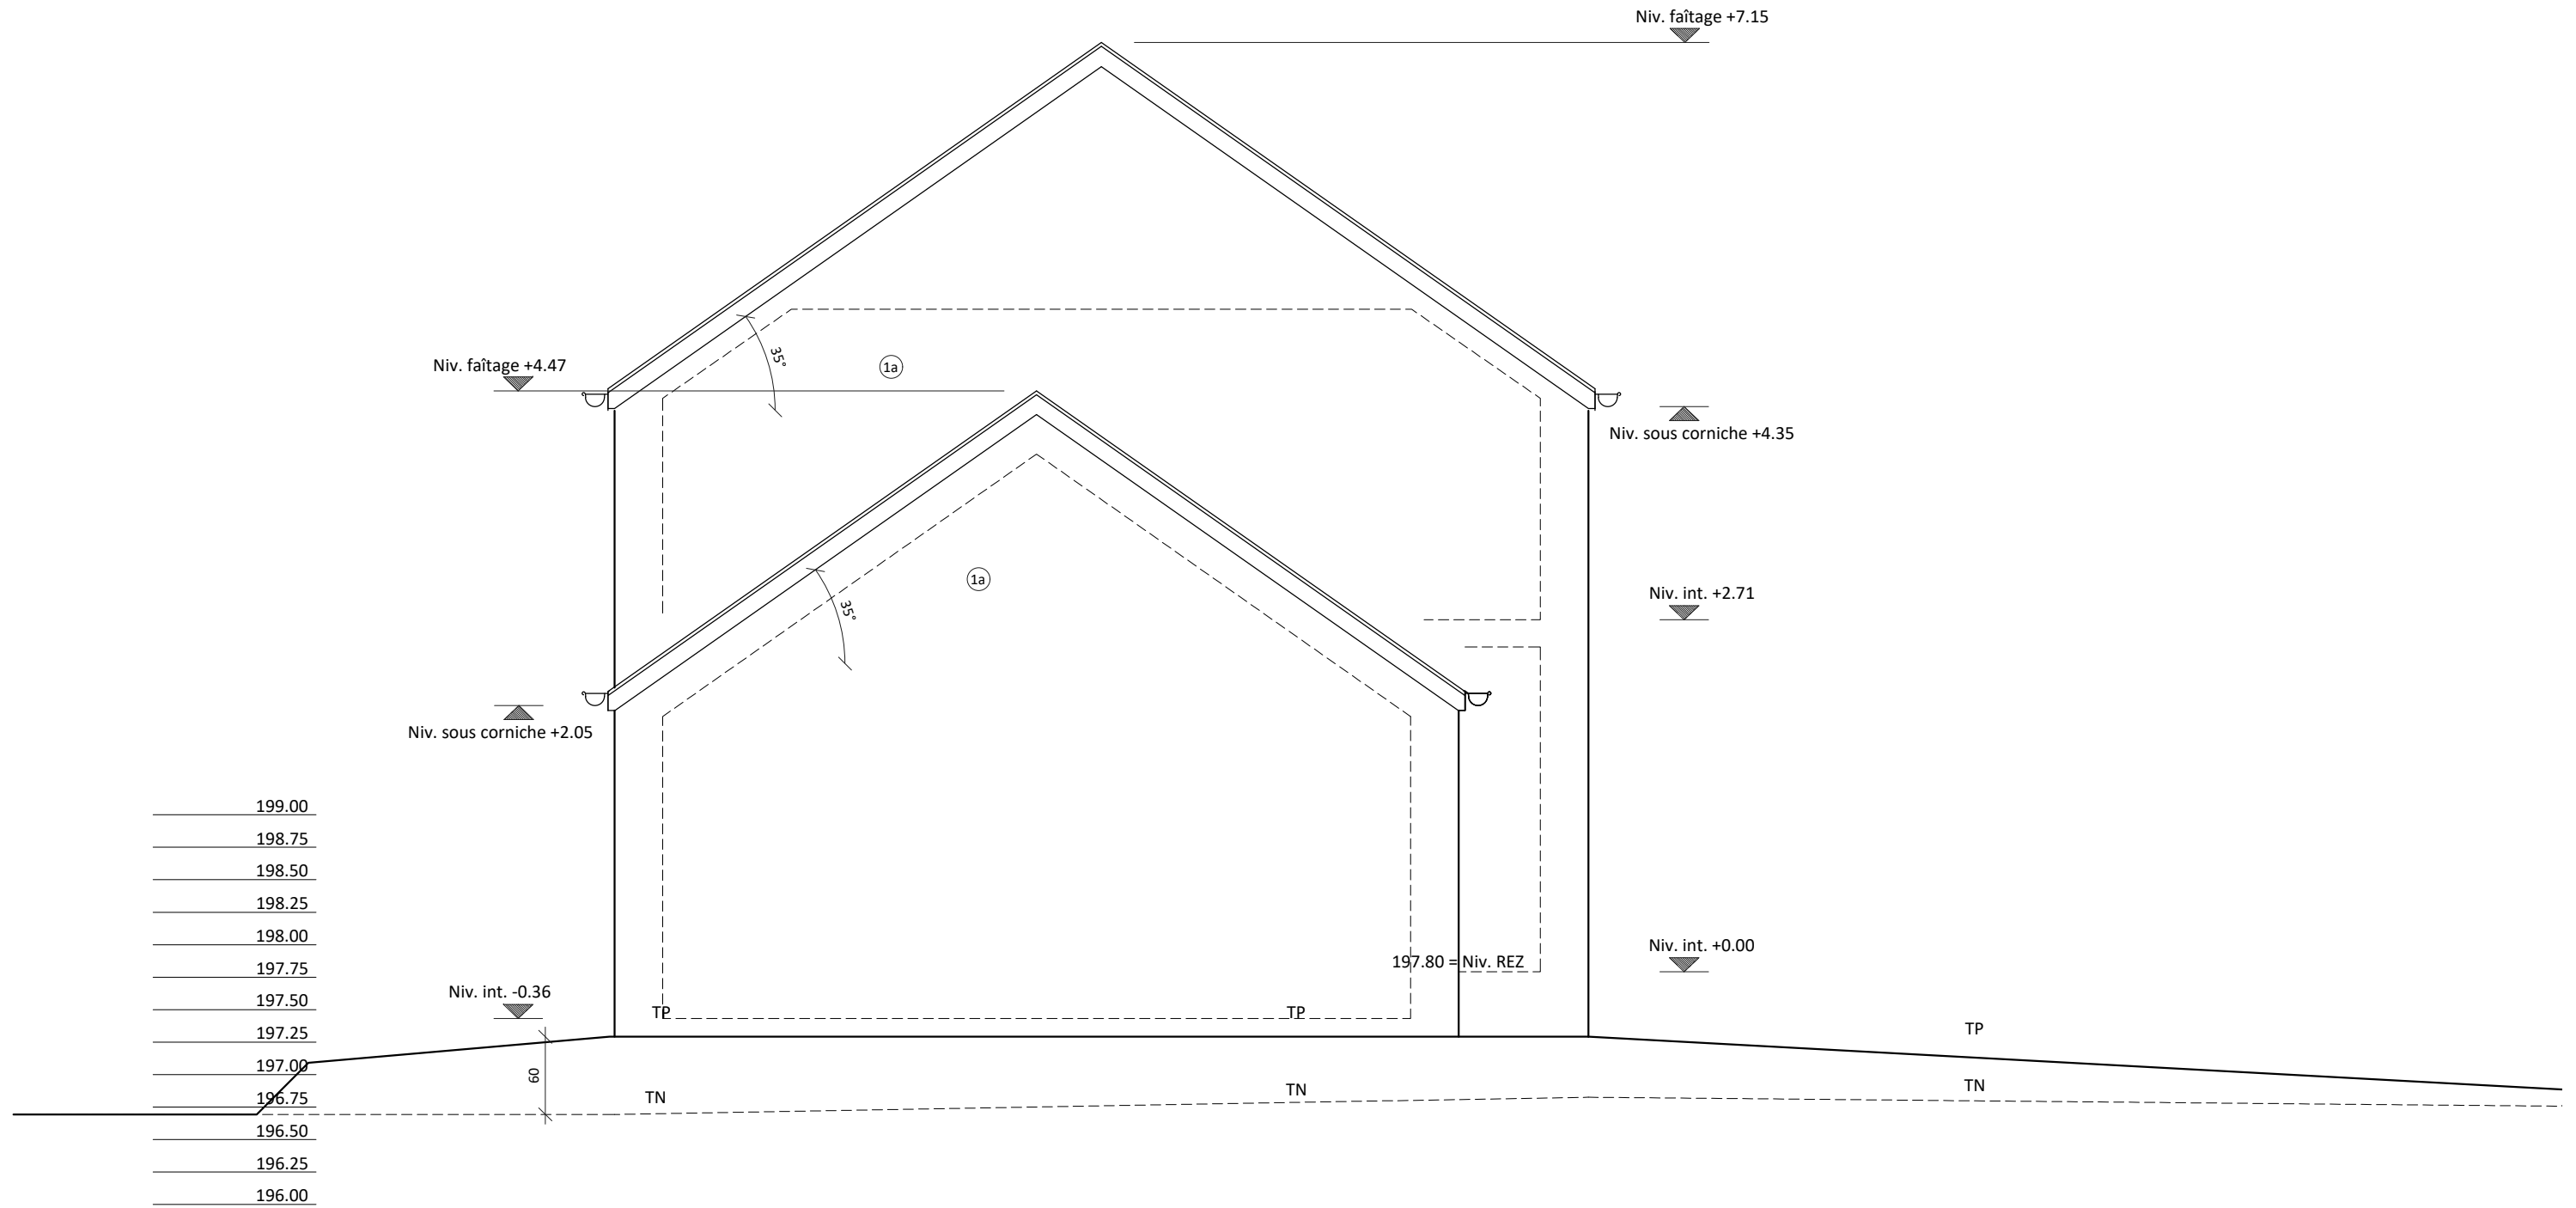 Niv. faîtage +7.15
35°
1a
Niv. faîtage +4.47
Niv. sous corniche +4.35
1a
35°
Niv. int. +2.71
Niv. sous corniche +2.05
199.00
198.75
198.50
198.25
198.00
197.75
197.50
197.25
197.00
196.75
196.50
196.25
196.00
Niv. int. +0.00
197.80 = Niv. REZ
Niv. int. -0.36
TP
TP
TP
60
TN
TN
TN